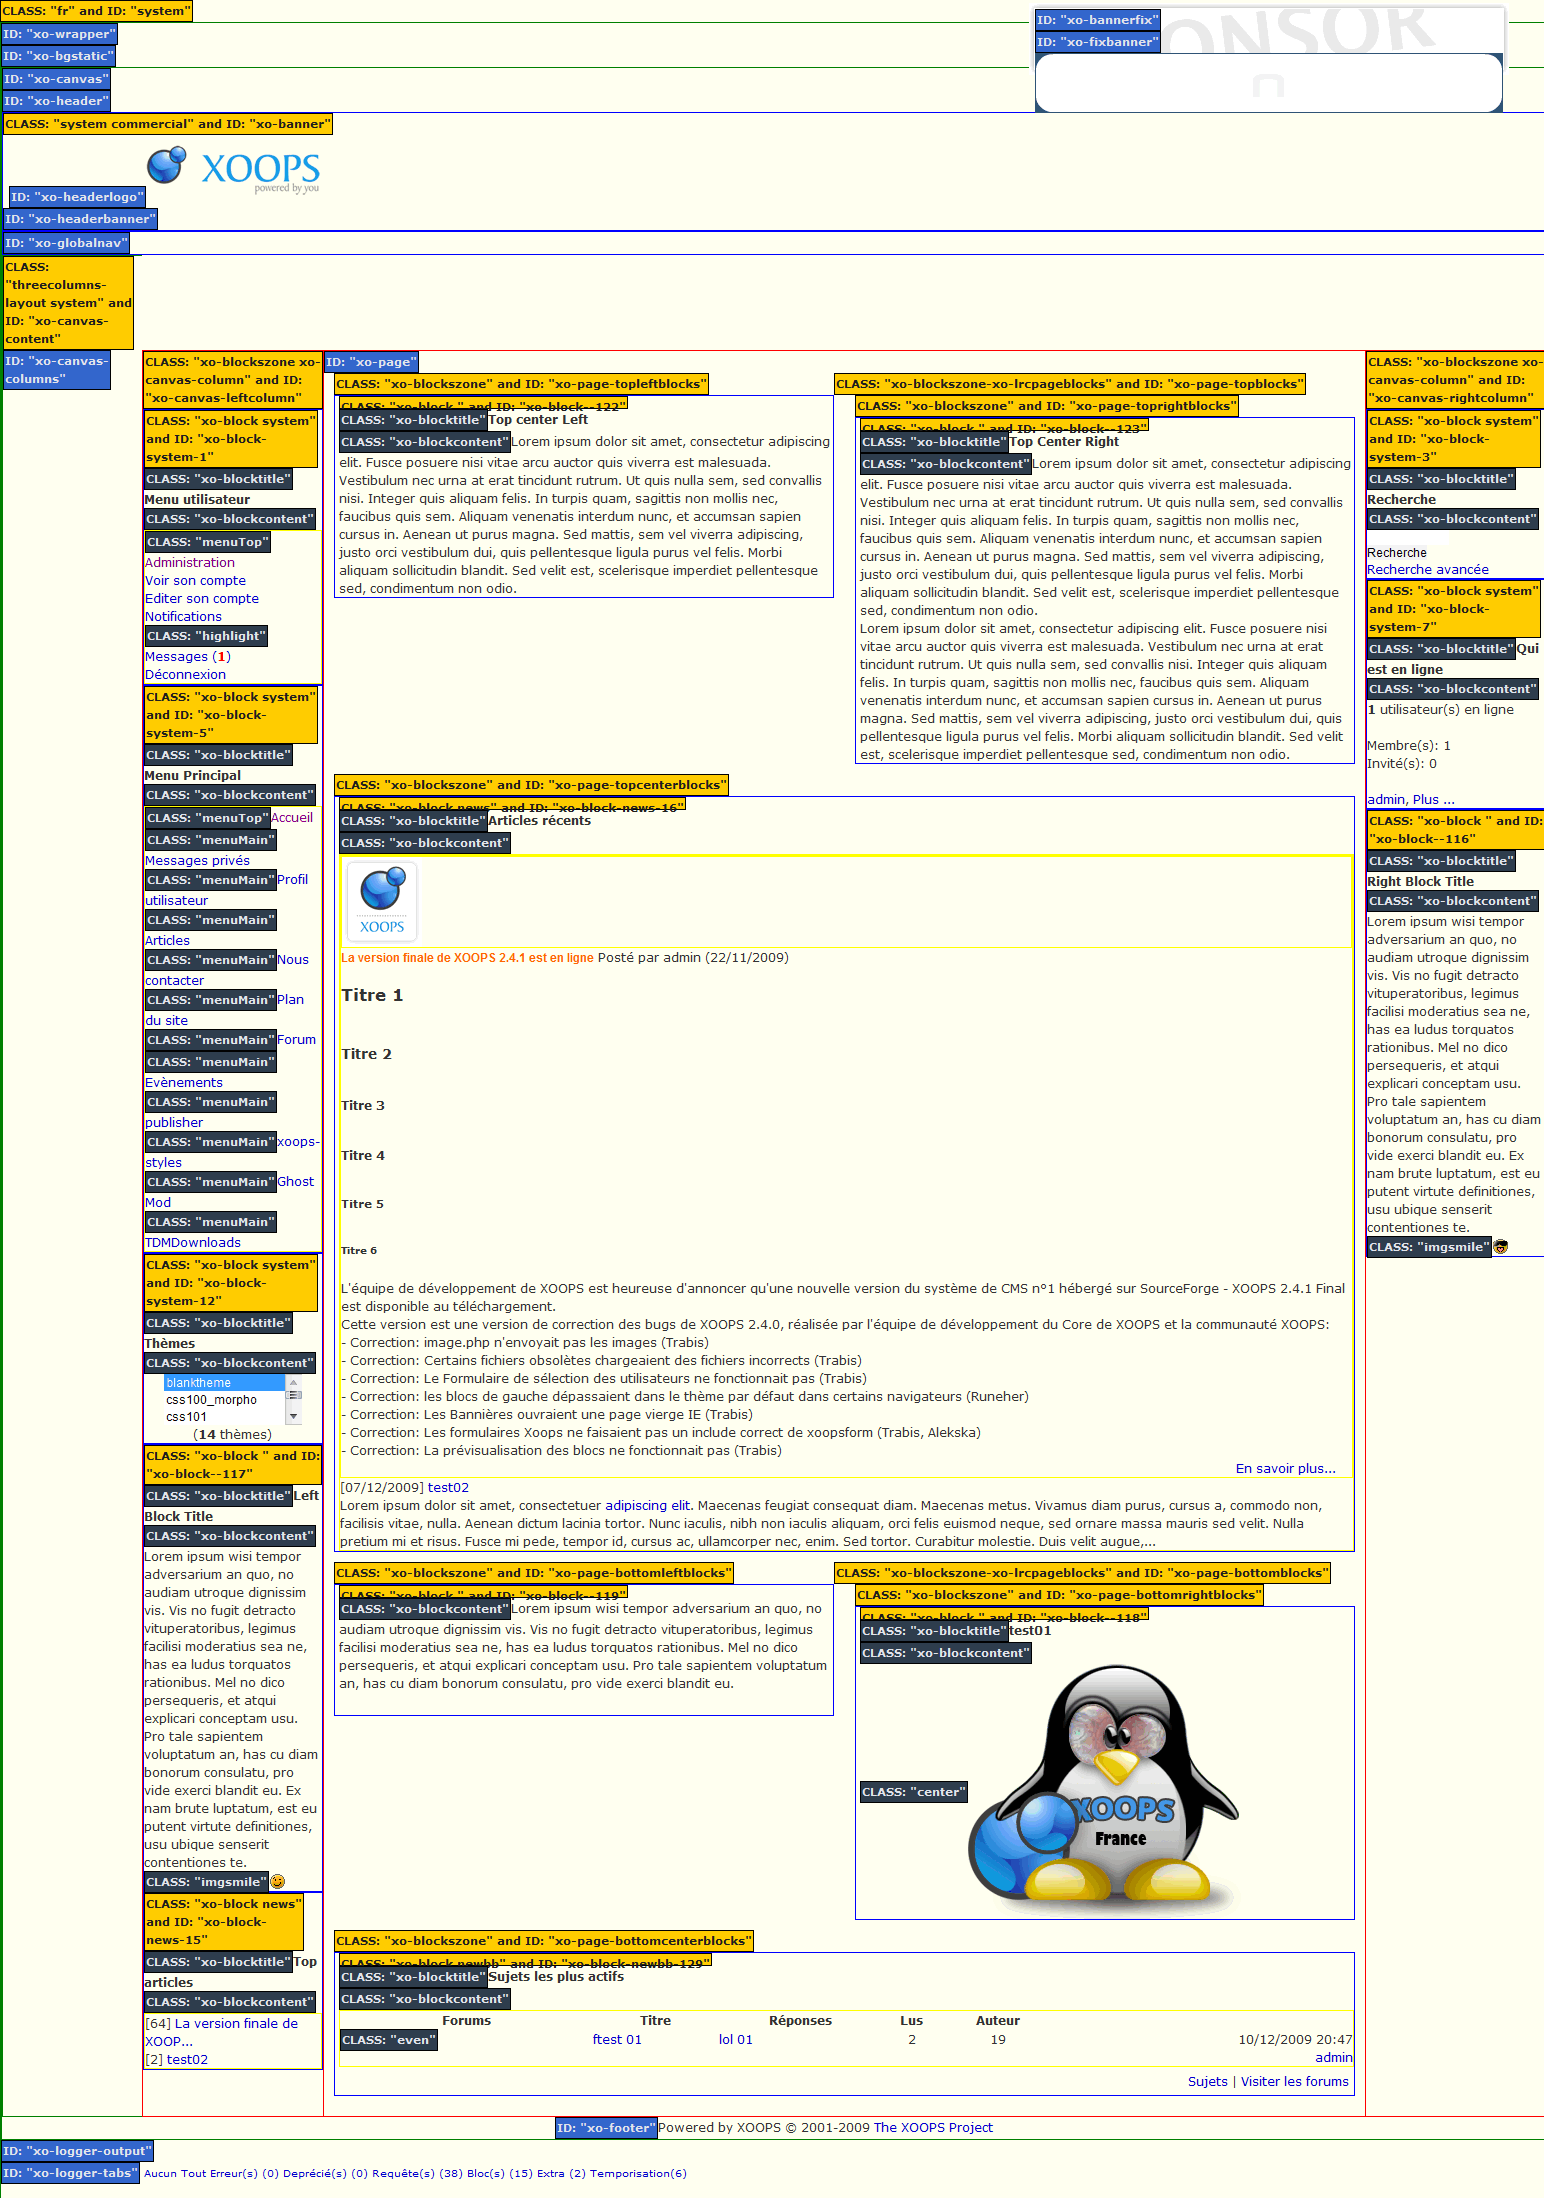 CLASS: "fr" and ID: "system"
ID: "xo-wrapper"
ID: "xo-bgstatic"
ID: "xo-canvas"
ID: "xo-header"
ID: "xo-bannerfix"
ID: "xo-fixbanner"
CLASS: "system commercial" and ID: "xo-banner"
XOOPS
powered by you
ID: "xo-headerlogo"
ID: "xo-headerbanner"
ID: "xo-globalnav"
CLASS:
"threecolumns-
layout system" and
ID: "xo-canvas-
content"
ID: "xo-canvas-
columns"
CLASS: "xo-blockszone xo-
canvas-column" and ID:
"xo-canvas-leftcolumn"
CLASS: "xo-block system"
and ID: "xo-block-
system-1"
CLASS: "xo-blocktitle"
Menu utilisateur
CLASS: "xo-blockcontent"
CLASS: "menuTop"
Administration
Voir son compte
Editer son compte
Notifications
CLASS: "highlight"
Messages (1)
Déconnexion
CLASS: "xo-block system"
and ID: "xo-block-
system-5"
CLASS: "xo-blocktitle"
Menu Principal
CLASS: "xo-blockcontent"
CLASS: "menuTop"Accueil
CLASS: "menuMain"
Messages privés
CLASS: "menuMain"Profil
utilisateur
CLASS: "menuMain"
Articles
CLASS: "menuMain"Nous
contacter
CLASS: "menuMain"Plan
du site
CLASS: "menuMain"Forum
CLASS: "menuMain"
Evènements
CLASS: "menuMain"
publisher
CLASS: "menuMain"xoops-
styles
CLASS: "menuMain"Ghost
Mod
CLASS: "menuMain"
TDMDownloads
CLASS: "xo-block system"
and ID: "xo-block-
system-12"
CLASS: "xo-blocktitle"
Thèmes
CLASS: "xo-blockcontent"
blanktheme
css100_morpho
css101
(14 thèmes)
CLASS: "xo-block " and ID:
"xo-block--117"
CLASS: "xo-blocktitle"Left
Block Title
CLASS: "xo-blockcontent"
Lorem ipsum wisi tempor
adversarium an quo, no
audiam utroque dignissim
vis. Vis no fugit detracto
vituperatoribus, legimus
facilisi moderatius sea ne,
has ea ludus torquatos
rationibus. Mel no dico
persequeris, et atqui
explicari conceptam usu.
Pro tale sapientem
voluptatum an, has cu diam
bonorum consulatu, pro
vide exerci blandit eu. Ex
nam brute luptatum, est eu
putent virtute definitiones,
usu ubique senserit
contentiones te.
CLASS: "imgsmile"
CLASS: "xo-block news"
and ID: "xo-block-
news-15"
CLASS: "xo-blocktitle"Top
articles
CLASS: "xo-blockcontent"
[64] La version finale de
XOOP...
[2] test02
ID: "xo-page"
CLASS: "xo-blockszone" and ID: "xo-page-topleftblocks"
CLASS: "xo-block " and ID: "xo-block--122"
CLASS: "xo-blocktitle"Top center Left
CLASS: "xo-blockcontent"Lorem ipsum dolor sit amet, consectetur adipiscing
elit. Fusce posuere nisi vitae arcu auctor quis viverra est malesuada.
Vestibulum nec urna at erat tincidunt rutrum. Ut quis nulla sem, sed convallis
nisi. Integer quis aliquam felis. In turpis quam, sagittis non mollis nec,
faucibus quis sem. Aliquam venenatis interdum nunc, et accumsan sapien
cursus in. Aenean ut purus magna. Sed mattis, sem vel viverra adipiscing,
justo orci vestibulum dui, quis pellentesque ligula purus vel felis. Morbi
aliquam sollicitudin blandit. Sed velit est, scelerisque imperdiet pellentesque
sed, condimentum non odio.
CLASS: "xo-blockszone-xo-lrcpageblocks" and ID: "xo-page-topblocks"
CLASS: "xo-blockszone" and ID: "xo-page-toprightblocks"
CLASS: "xo-block " and ID: "xo-block--123"
CLASS: "xo-blocktitle"Top Center Right
CLASS: "xo-blockcontent"Lorem ipsum dolor sit amet, consectetur adipiscing
elit. Fusce posuere nisi vitae arcu auctor quis viverra est malesuada.
Vestibulum nec urna at erat tincidunt rutrum. Ut quis nulla sem, sed convallis
nisi. Integer quis aliquam felis. In turpis quam, sagittis non mollis nec,
faucibus quis sem. Aliquam venenatis interdum nunc, et accumsan sapien
cursus in. Aenean ut purus magna. Sed mattis, sem vel viverra adipiscing,
justo orci vestibulum dui, quis pellentesque ligula purus vel felis. Morbi
aliquam sollicitudin blandit. Sed velit est, scelerisque imperdiet pellentesque
sed, condimentum non odio.
Lorem ipsum dolor sit amet, consectetur adipiscing elit. Fusce posuere nisi
vitae arcu auctor quis viverra est malesuada. Vestibulum nec urna at erat
tincidunt rutrum. Ut quis nulla sem, sed convallis nisi. Integer quis aliquam
felis. In turpis quam, sagittis non mollis nec, faucibus quis sem. Aliquam
venenatis interdum nunc, et accumsan sapien cursus in. Aenean ut purus
magna. Sed mattis, sem vel viverra adipiscing, justo orci vestibulum dui, quis
pellentesque ligula purus vel felis. Morbi aliquam sollicitudin blandit. Sed velit
est, scelerisque imperdiet pellentesque sed, condimentum non odio.
CLASS: "xo-blockszone" and ID: "xo-page-topcenterblocks"
CLASS: "xo-block news" and ID: "xo-block-news-16"
CLASS: "xo-blocktitle"Articles récents
CLASS: "xo-blockcontent"
XOOPS
La version finale de XOOPS 2.4.1 est en ligne Posté par admin (22/11/2009)
Titre 1
Titre 2
Titre 3
Titre 4
Titre 5
Titre 6
L'équipe de développement de XOOPS est heureuse d'annoncer qu'une nouvelle version du système de CMS n°1 hébergé sur SourceForge - XOOPS 2.4.1 Final
est disponible au téléchargement.
Cette version est une version de correction des bugs de XOOPS 2.4.0, réalisée par l'équipe de développement du Core de XOOPS et la communauté XOOPS:
- Correction: image.php n'envoyait pas les images (Trabis)
- Correction: Certains fichiers obsolètes chargeaient des fichiers incorrects (Trabis)
- Correction: Le Formulaire de sélection des utilisateurs ne fonctionnait pas (Trabis)
- Correction: les blocs de gauche dépassaient dans le thème par défaut dans certains navigateurs (Runeher)
- Correction: Les Bannières ouvraient une page vierge IE (Trabis)
- Correction: Les formulaires Xoops ne faisaient pas un include correct de xoopsform (Trabis, Alekska)
- Correction: La prévisualisation des blocs ne fonctionnait pas (Trabis)
En savoir plus...
[07/12/2009] test02
Lorem ipsum dolor sit amet, consectetuer adipiscing elit. Maecenas feugiat consequat diam. Maecenas metus. Vivamus diam purus, cursus a, commodo non,
facilisis vitae, nulla. Aenean dictum lacinia tortor. Nunc iaculis, nibh non iaculis aliquam, orci felis euismod neque, sed ornare massa mauris sed velit. Nulla
pretium mi et risus. Fusce mi pede, tempor id, cursus ac, ullamcorper nec, enim. Sed tortor. Curabitur molestie. Duis velit augue,...
CLASS: "xo-blockszone" and ID: "xo-page-bottomleftblocks"
CLASS: "xo-block " and ID: "xo-block--119"
CLASS: "xo-blockcontent"Lorem ipsum wisi tempor adversarium an quo, no
audiam utroque dignissim vis. Vis no fugit detracto vituperatoribus, legimus
facilisi moderatius sea ne, has ea ludus torquatos rationibus. Mel no dico
persequeris, et atqui explicari conceptam usu. Pro tale sapientem voluptatum
an, has cu diam bonorum consulatu, pro vide exerci blandit eu.
CLASS: "xo-blockszone-xo-lrcpageblocks" and ID: "xo-page-bottomblocks"
CLASS: "xo-blockszone" and ID: "xo-page-bottomrightblocks"
CLASS: "xo-block " and ID: "xo-block--118"
CLASS: "xo-blocktitle"test01
CLASS: "xo-blockcontent"
CLASS: "center"
XOOPS
France
CLASS: "xo-blockszone" and ID: "xo-page-bottomcenterblocks"
CLASS: "xo-block newbb" and ID: "xo-block-newbb-129"
CLASS: "xo-blocktitle"Sujets les plus actifs
CLASS: "xo-blockcontent"
Forums Titre Réponses Lus Auteur
CLASS: "even" ftest 01 lol 01 2 19 10/12/2009 20:47
admin
Sujets | Visiter les forums
CLASS: "xo-blockszone xo-
canvas-column" and ID:
"xo-canvas-rightcolumn"
CLASS: "xo-block system"
and ID: "xo-block-
system-3"
CLASS: "xo-blocktitle"
Recherche
CLASS: "xo-blockcontent"
Recherche
Recherche avancée
CLASS: "xo-block system"
and ID: "xo-block-
system-7"
CLASS: "xo-blocktitle"Qui
est en ligne
CLASS: "xo-blockcontent"
1 utilisateur(s) en ligne
Membre(s): 1
Invité(s): 0
admin, Plus ...
CLASS: "xo-block " and ID:
"xo-block--116"
CLASS: "xo-blocktitle"
Right Block Title
CLASS: "xo-blockcontent"
Lorem ipsum wisi tempor
adversarium an quo, no
audiam utroque dignissim
vis. Vis no fugit detracto
vituperatoribus, legimus
facilisi moderatius sea ne,
has ea ludus torquatos
rationibus. Mel no dico
persequeris, et atqui
explicari conceptam usu.
Pro tale sapientem
voluptatum an, has cu diam
bonorum consulatu, pro
vide exerci blandit eu. Ex
nam brute luptatum, est eu
putent virtute definitiones,
usu ubique senserit
contentiones te.
CLASS: "imgsmile"
ID: "xo-footer"Powered by XOOPS © 2001-2009 The XOOPS Project
ID: "xo-logger-output"
ID: "xo-logger-tabs" Aucun Tout Erreur(s) (0) Deprécié(s) (0) Requête(s) (38) Bloc(s) (15) Extra (2) Temporisation(6)